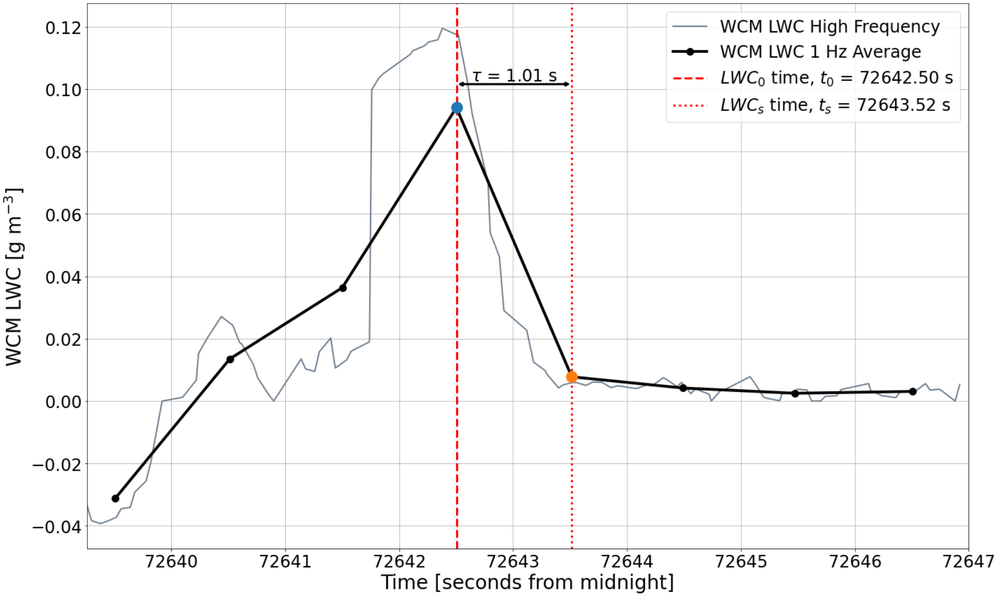 WCM LWC High Frequency
WCM LWC 1 Hz Average
LWC₀ time, t₀ = 72642.50 s
LWCₛ time, tₛ = 72643.52 s
τ = 1.01 s
WCM LWC [g m⁻³]
0.12
0.10
0.08
0.06
0.04
0.02
0.00
−0.02
−0.04
72640 72641 72642 72643 72644 72645 72646 72647
Time [seconds from midnight]